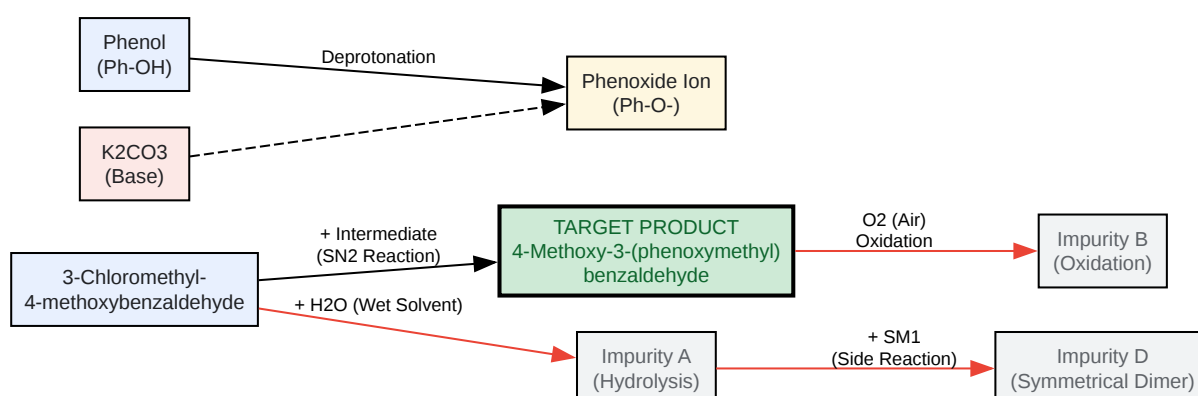 Phenol
(Ph-OH)
Deprotonation
Phenoxide Ion
(Ph-O-)
K2CO3
(Base)
3-Chloromethyl-
4-methoxybenzaldehyde
+ Intermediate
(SN2 Reaction)
TARGET PRODUCT
4-Methoxy-3-(phenoxymethyl)
benzaldehyde
O2 (Air)
Oxidation
Impurity B
(Oxidation)
+ H2O (Wet Solvent)
Impurity A
(Hydrolysis)
+ SM1
(Side Reaction)
Impurity D
(Symmetrical Dimer)